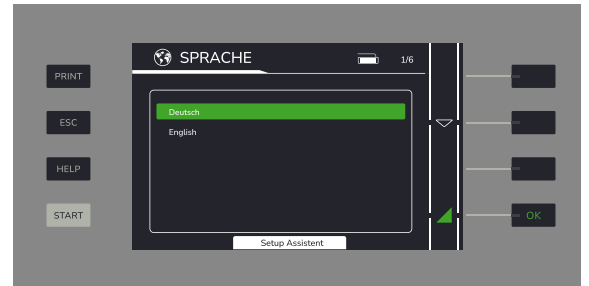 SPRACHE
1/6
PRINT
ESC
HELP
START
Deutsch
English
Setup Assistent
OK